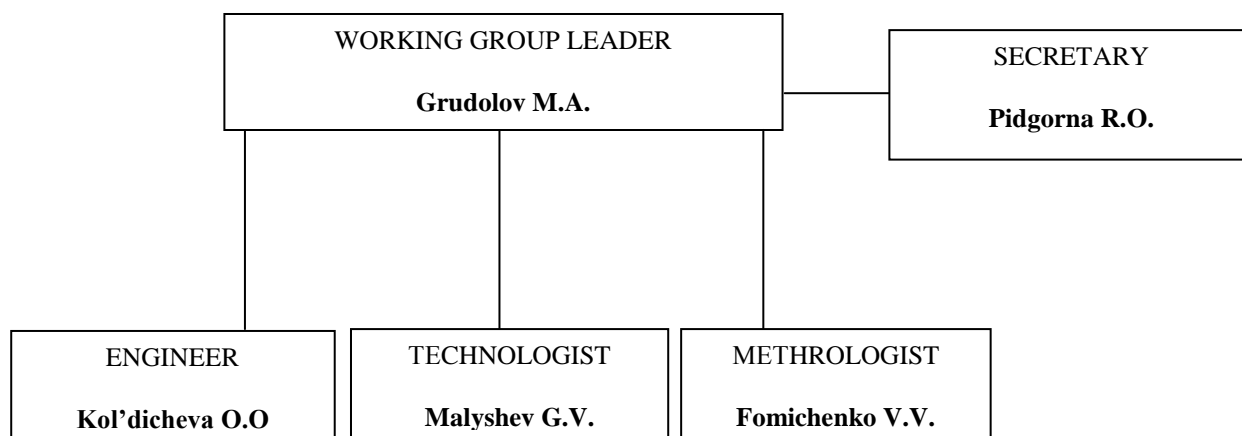 WORKING GROUP LEADER
Grudolov M.A.
SECRETARY
Pidgorna R.O.
ENGINEER
Kol’dicheva O.O
TECHNOLOGIST
Malyshev G.V.
METHROLOGIST
Fomichenko V.V.